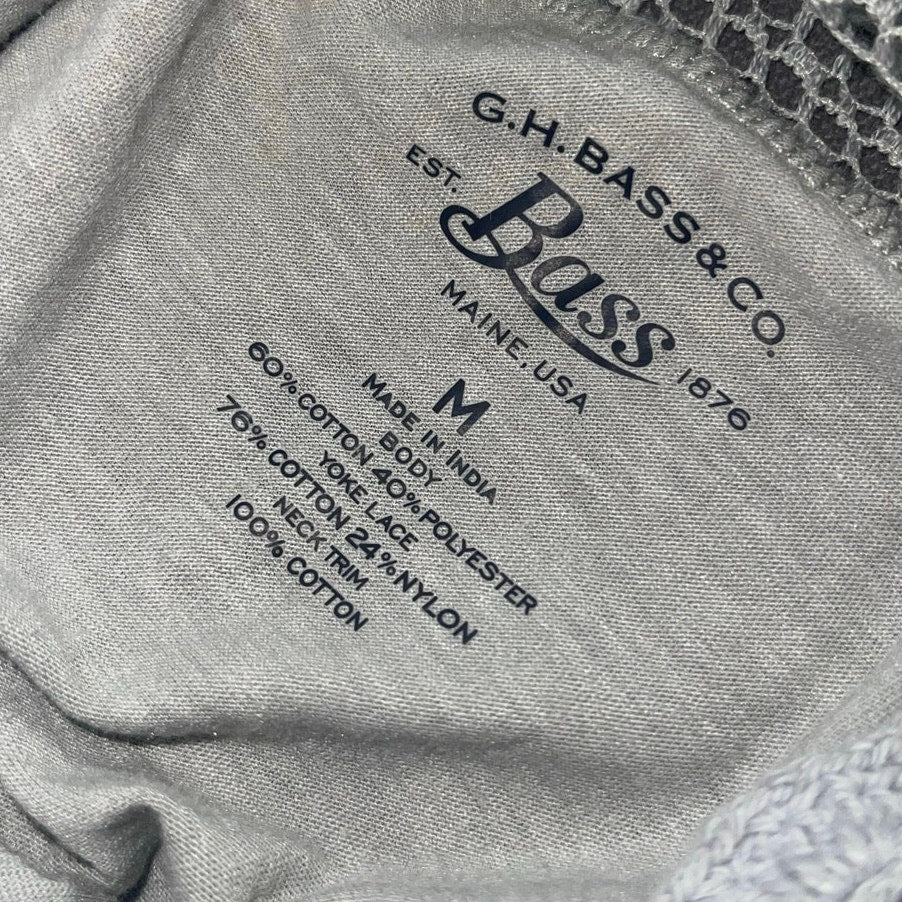 G.H. BASS & CO.
EST. Bass 1876
MAINE, USA
M
MADE IN INDIA
BODY
60% COTTON 40% POLYESTER
YOKE LACE
76% COTTON 24% NYLON
NECK TRIM
100% COTTON